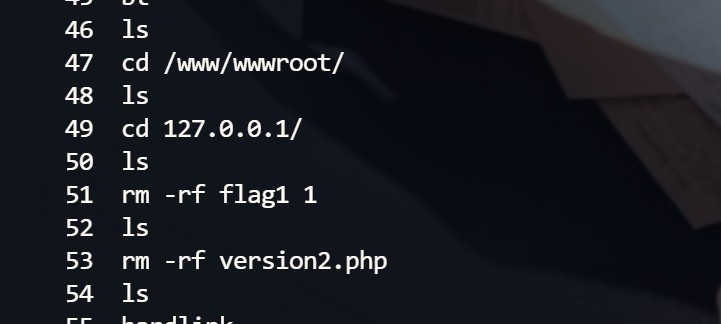 46 ls
47 cd /www/wwwroot/
48 ls
49 cd 127.0.0.1/
50 ls
51 rm -rf flag1 1
52 ls
53 rm -rf version2.php
54 ls